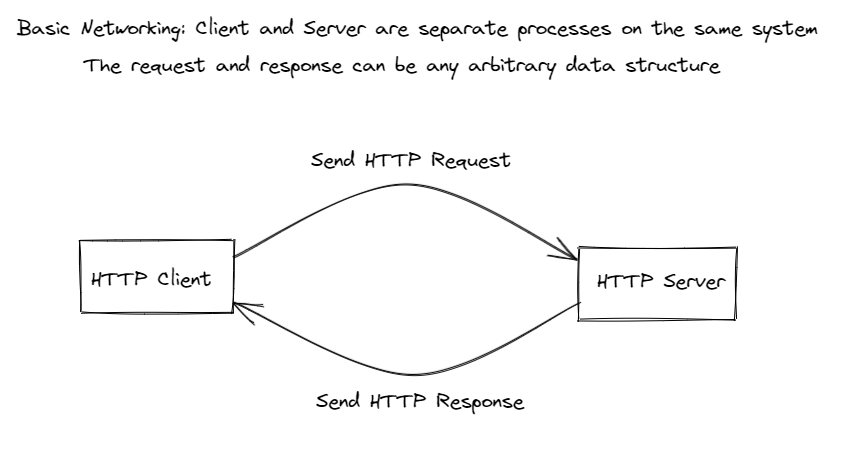 Basic Networking: Client and Server are separate processes on the same system
The request and response can be any arbitrary data structure
Send HTTP Request
HTTP Client
HTTP Server
Send HTTP Response